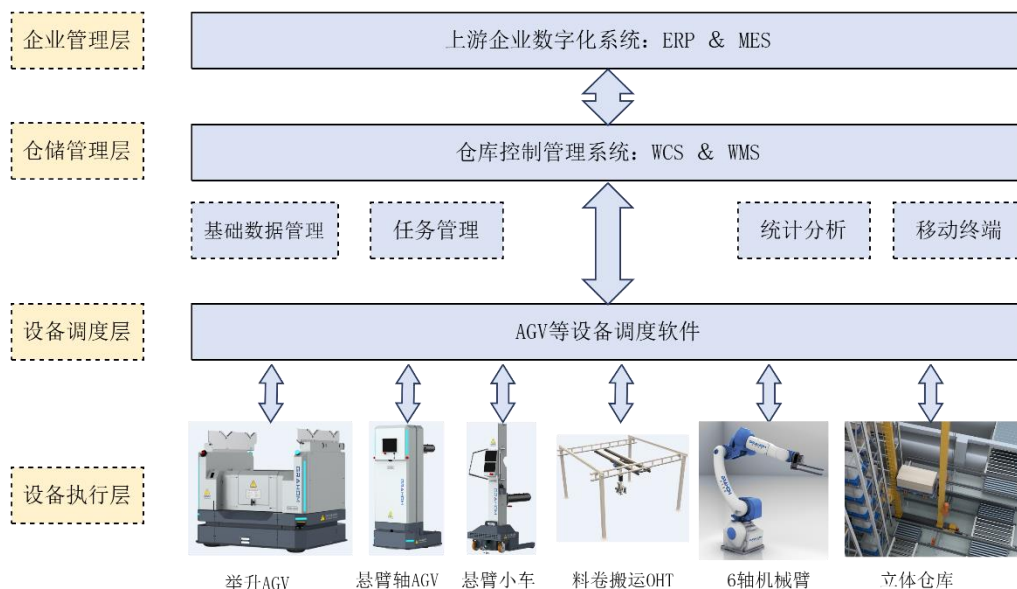 企业管理层
上游企业数字化系统：ERP & MES
仓储管理层
仓库控制管理系统：WCS & WMS
基础数据管理
任务管理
统计分析
移动终端
设备调度层
AGV等设备调度软件
设备执行层
举升AGV
悬臂轴AGV
悬臂小车
料卷搬运OHT
6轴机械臂
立体仓库